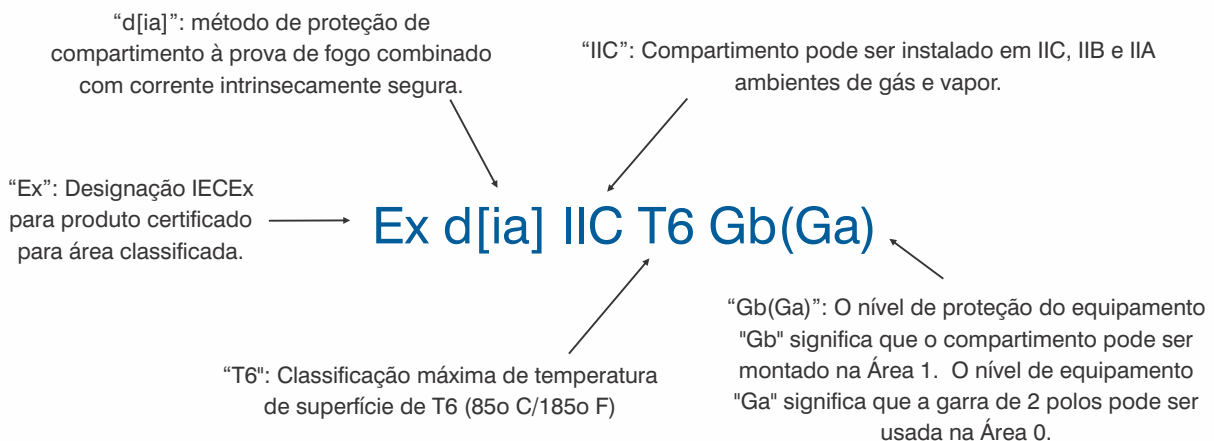 “d[ia]”: método de proteção de
compartimento à prova de fogo combinado
com corrente intrinsecamente segura.
“IIC”: Compartimento pode ser instalado em IIC, IIB e IIA
ambientes de gás e vapor.
“Ex”: Designação IECEx
para produto certificado
para área classificada.
Ex d[ia] IIC T6 Gb(Ga)
“T6": Classificação máxima de temperatura
de superfície de T6 (85o C/185o F)
“Gb(Ga)”: O nível de proteção do equipamento
"Gb" significa que o compartimento pode ser
montado na Área 1. O nível de equipamento
"Ga" significa que a garra de 2 polos pode ser
usada na Área 0.